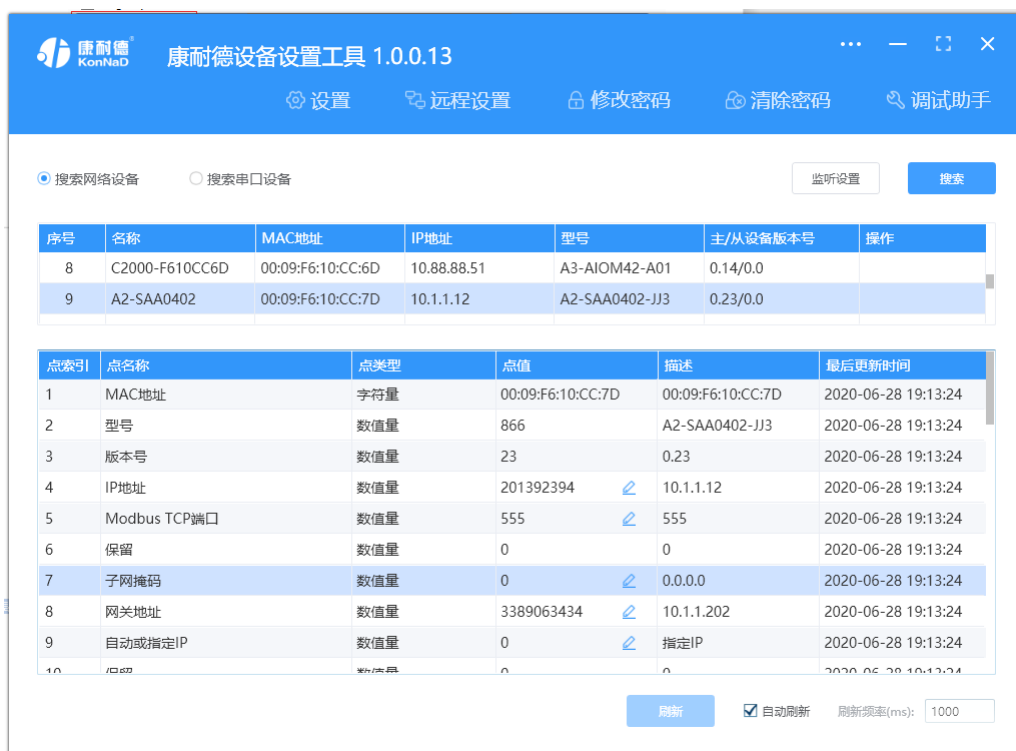 康耐德®
KonNaD
康耐德设备设置工具 1.0.0.13
设置 远程设置 修改密码 清除密码 调试助手
搜索网络设备 搜索串口设备 监听设置 搜索
序号 名称 MAC地址 IP地址 型号 主/从设备版本号 操作
8 C2000-F610CC6D 00:09:F6:10:CC:6D 10.88.88.51 A3-AIOM42-A01 0.14/0.0
9 A2-SAA0402 00:09:F6:10:CC:7D 10.1.1.12 A2-SAA0402-JJ3 0.23/0.0
点索引 点名称 点类型 点值 描述 最后更新时间
1 MAC地址 字符量 00:09:F6:10:CC:7D 00:09:F6:10:CC:7D 2020-06-28 19:13:24
2 型号 数值量 866 A2-SAA0402-JJ3 2020-06-28 19:13:24
3 版本号 数值量 23 0.23 2020-06-28 19:13:24
4 IP地址 数值量 201392394 10.1.1.12 2020-06-28 19:13:24
5 Modbus TCP端口 数值量 555 555 2020-06-28 19:13:24
6 保留 数值量 0 0 2020-06-28 19:13:24
7 子网掩码 数值量 0 0.0.0.0 2020-06-28 19:13:24
8 网关地址 数值量 3389063434 10.1.1.202 2020-06-28 19:13:24
9 自动或指定IP 数值量 0 指定IP 2020-06-28 19:13:24
10 保留 数值量 0 0 2020-06-28 19:13:24
刷新 自动刷新 刷新频率(ms): 1000